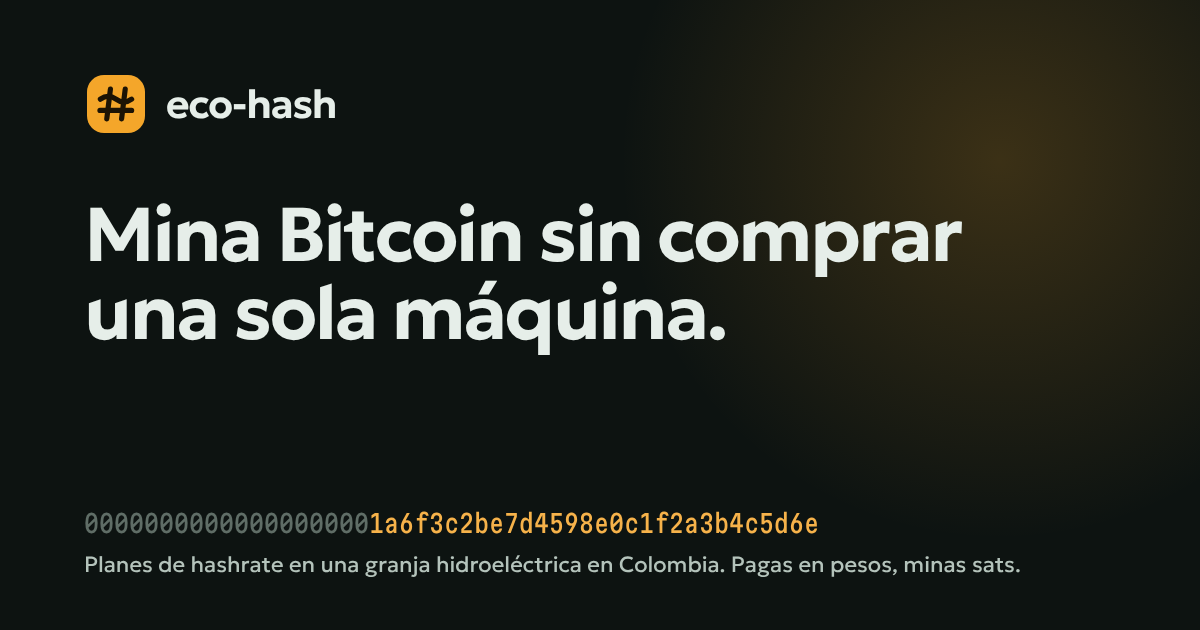 eco-hash
Mina Bitcoin sin comprar
una sola máquina.
00000000000000000001a6f3c2be7d4598e0c1f2a3b4c5d6e
Planes de hashrate en una granja hidroeléctrica en Colombia. Pagas en pesos, minas sats.